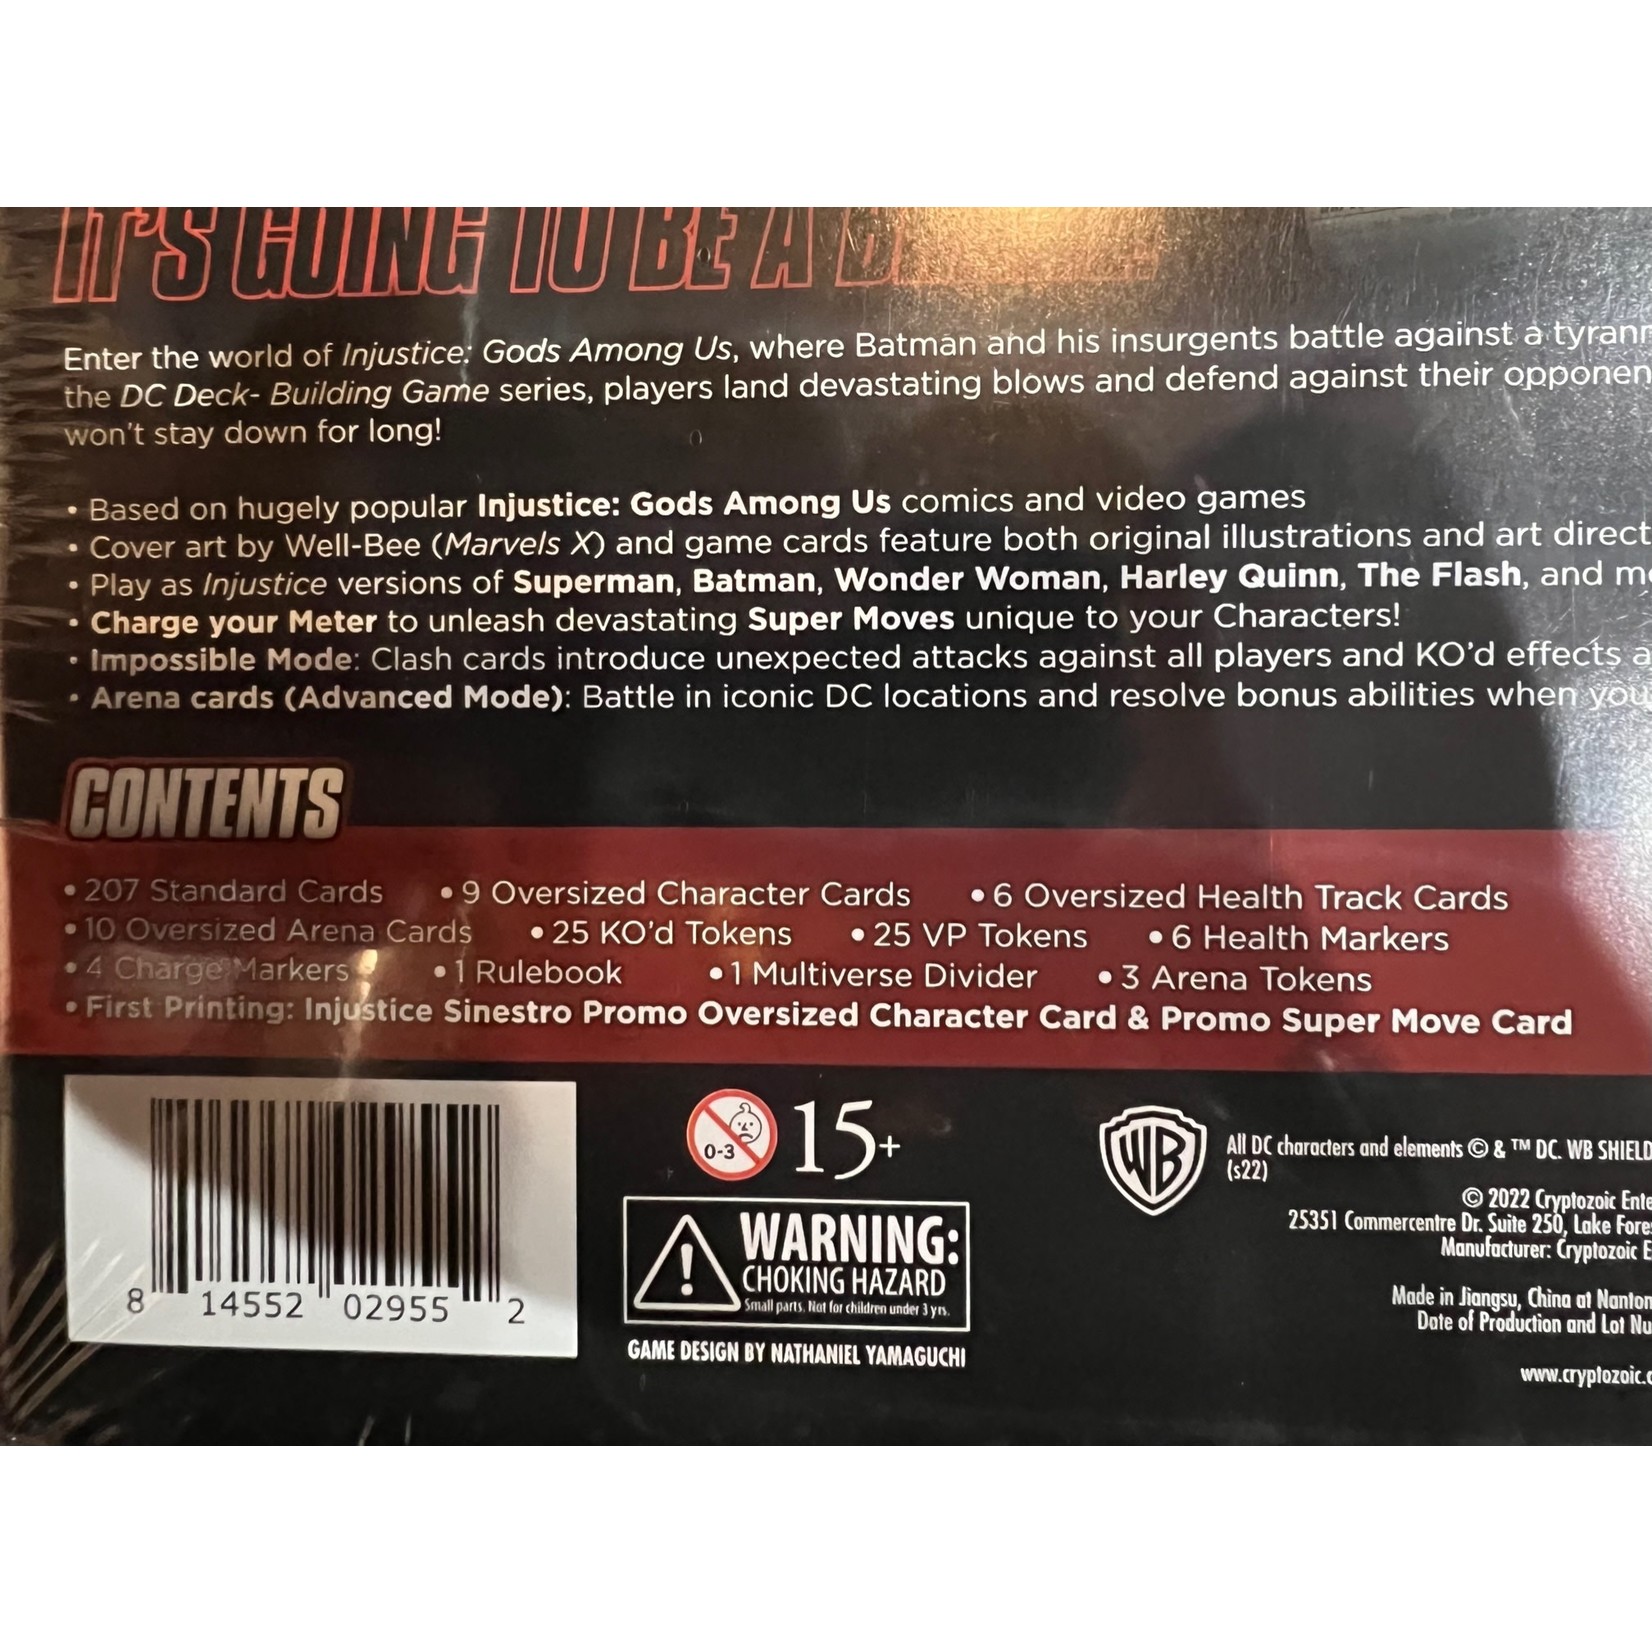 IT'S GOING TO BE A
Enter the world of Injustice: Gods Among Us, where Batman and his insurgents battle against a
the DC Deck- Building Game series, players land devastating blows and defend against their
won't stay down for long!
• Based on hugely popular Injustice: Gods Among Us comics and video games
• Cover art by Well-Bee (Marvels X) and game cards feature both original illustrations and art direct
• Play as Injustice versions of Superman, Batman, Wonder Woman, Harley Quinn, The Flash, and
• Charge your Meter to unleash devastating Super Moves unique to your Characters!
• Impossible Mode: Clash cards introduce unexpected attacks against all players and KO'd effects
• Arena cards (Advanced Mode): Battle in iconic DC locations and resolve bonus abilities when you
CONTENTS
• 207 Standard Cards • 9 Oversized Character Cards • 6 Oversized Health Track Cards
• 10 Oversized Arena Cards • 25 KO'd Tokens • 25 VP Tokens • 6 Health Markers
• 4 Charge Markers • 1 Rulebook • 1 Multiverse Divider • 3 Arena Tokens
• First Printing: Injustice Sinestro Promo Oversized Character Card & Promo Super Move Card
8 14552 02955 2
0-3 15+
WARNING:
CHOKING HAZARD
Small parts. Not for children under 3 yrs.
GAME DESIGN BY NATHANIEL YAMAGUCHI
WB
All DC characters and elements © & ™ DC. WB SHIELD
(s22)
© 2022 Cryptozoic
25351 Commercentre Dr. Suite 250, Lake
Manufacturer: Cryptozoic
Made in Jiangsu, China at
Date of Production and Lot
www.cryptozoic.